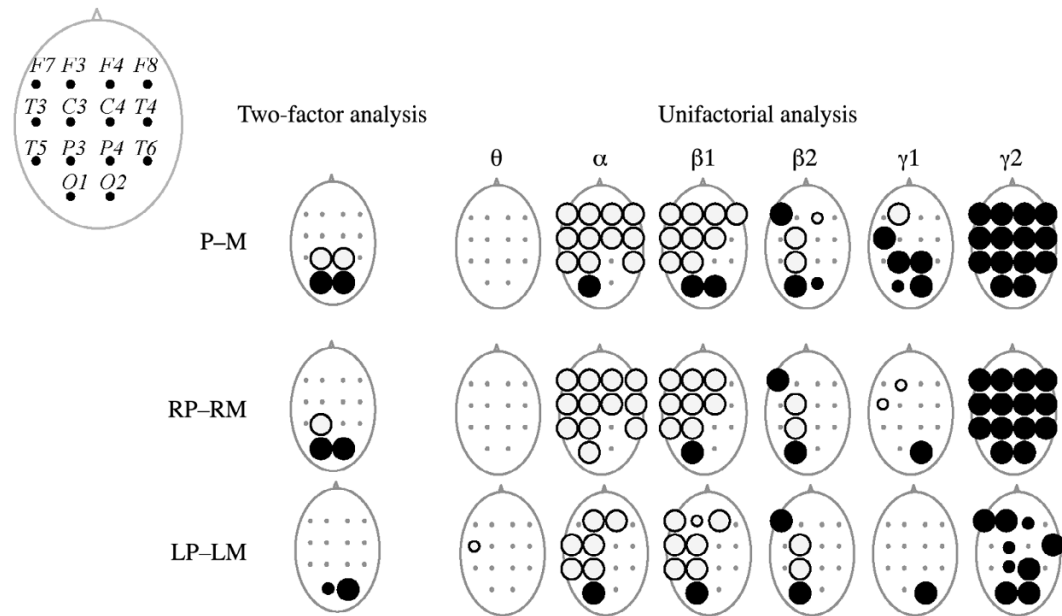 F7 F3 F4 F8
T3 C3 C4 T4
T5 P3 P4 T6
O1 O2
Two-factor analysis
Unifactorial analysis
θ α β1 β2 γ1 γ2
P–M
RP–RM
LP–LM